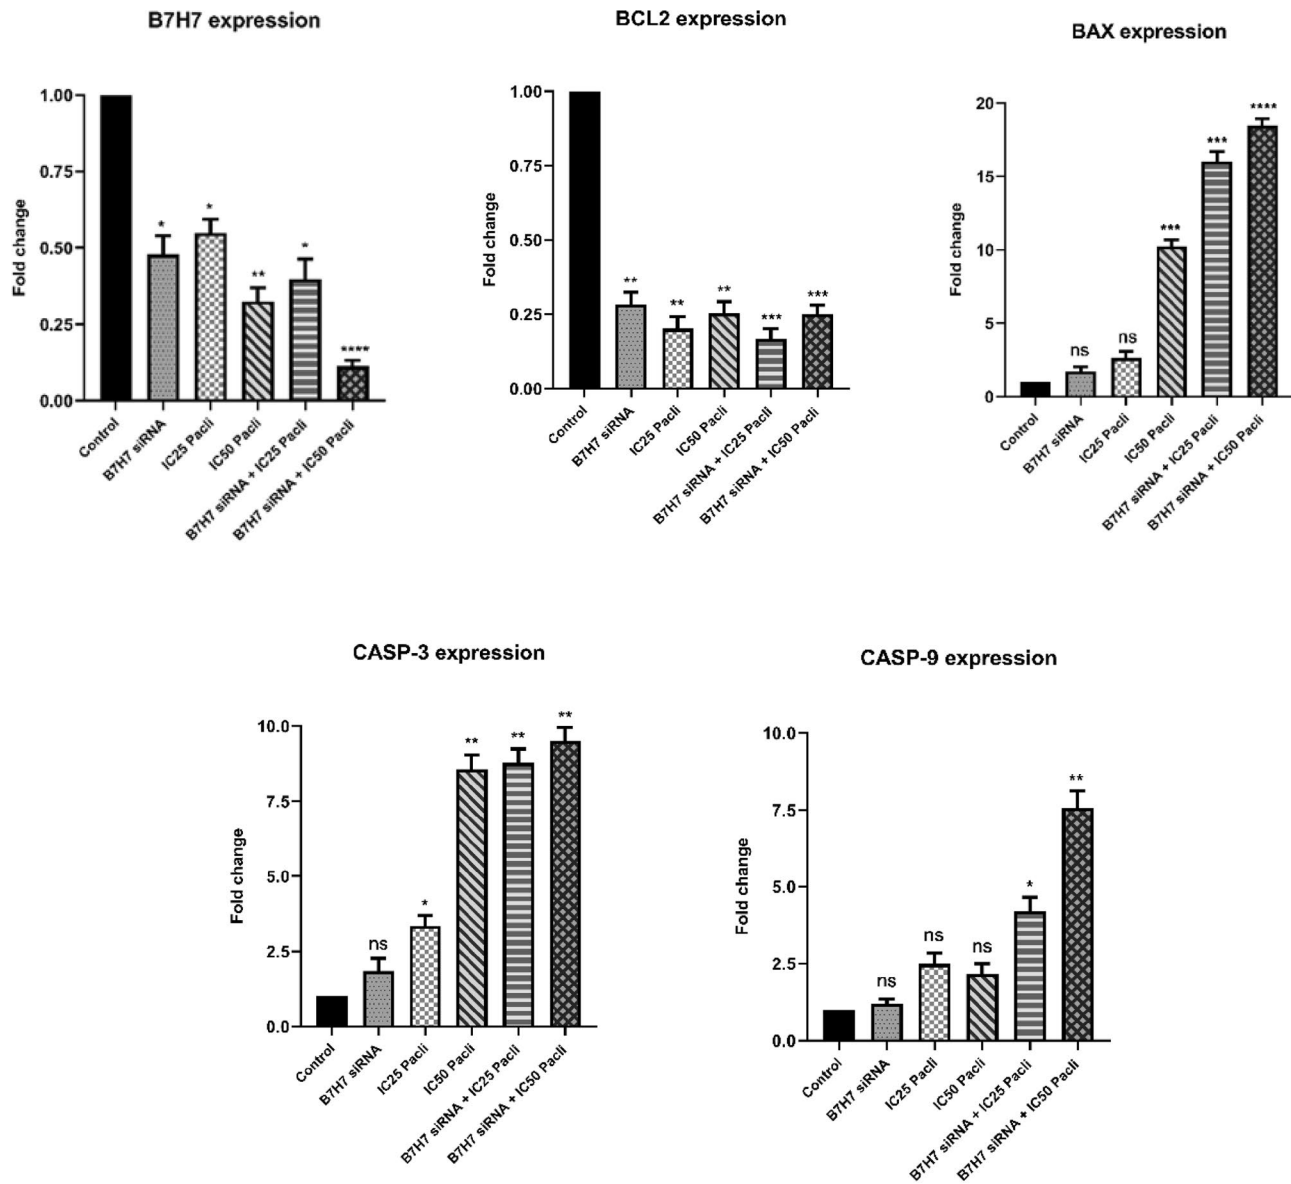 B7H7 expression
Fold change
1.00
0.75
0.50
0.25
0.00
*
*
**
*
****
Control
B7H7 siRNA
IC25 Pacli
IC50 Pacli
B7H7 siRNA + IC25 Pacli
B7H7 siRNA + IC50 Pacli
BCL2 expression
Fold change
1.00
0.75
0.50
0.25
0.00
**
**
**
***
***
Control
B7H7 siRNA
IC25 Pacli
IC50 Pacli
B7H7 siRNA + IC25 Pacli
B7H7 siRNA + IC50 Pacli
BAX expression
Fold change
20
15
10
5
0
ns
ns
***
***
****
Control
B7H7 siRNA
IC25 Pacli
IC50 Pacli
B7H7 siRNA + IC25 Pacli
B7H7 siRNA + IC50 Pacli
CASP-3 expression
Fold change
10.0
7.5
5.0
2.5
0.0
ns
*
**
**
**
Control
B7H7 siRNA
IC25 Pacli
IC50 Pacli
B7H7 siRNA + IC25 Pacli
B7H7 siRNA + IC50 Pacli
CASP-9 expression
Fold change
10.0
7.5
5.0
2.5
0.0
ns
ns
ns
*
**
Control
B7H7 siRNA
IC25 Pacli
IC50 Pacli
B7H7 siRNA + IC25 Pacli
B7H7 siRNA + IC50 Pacli